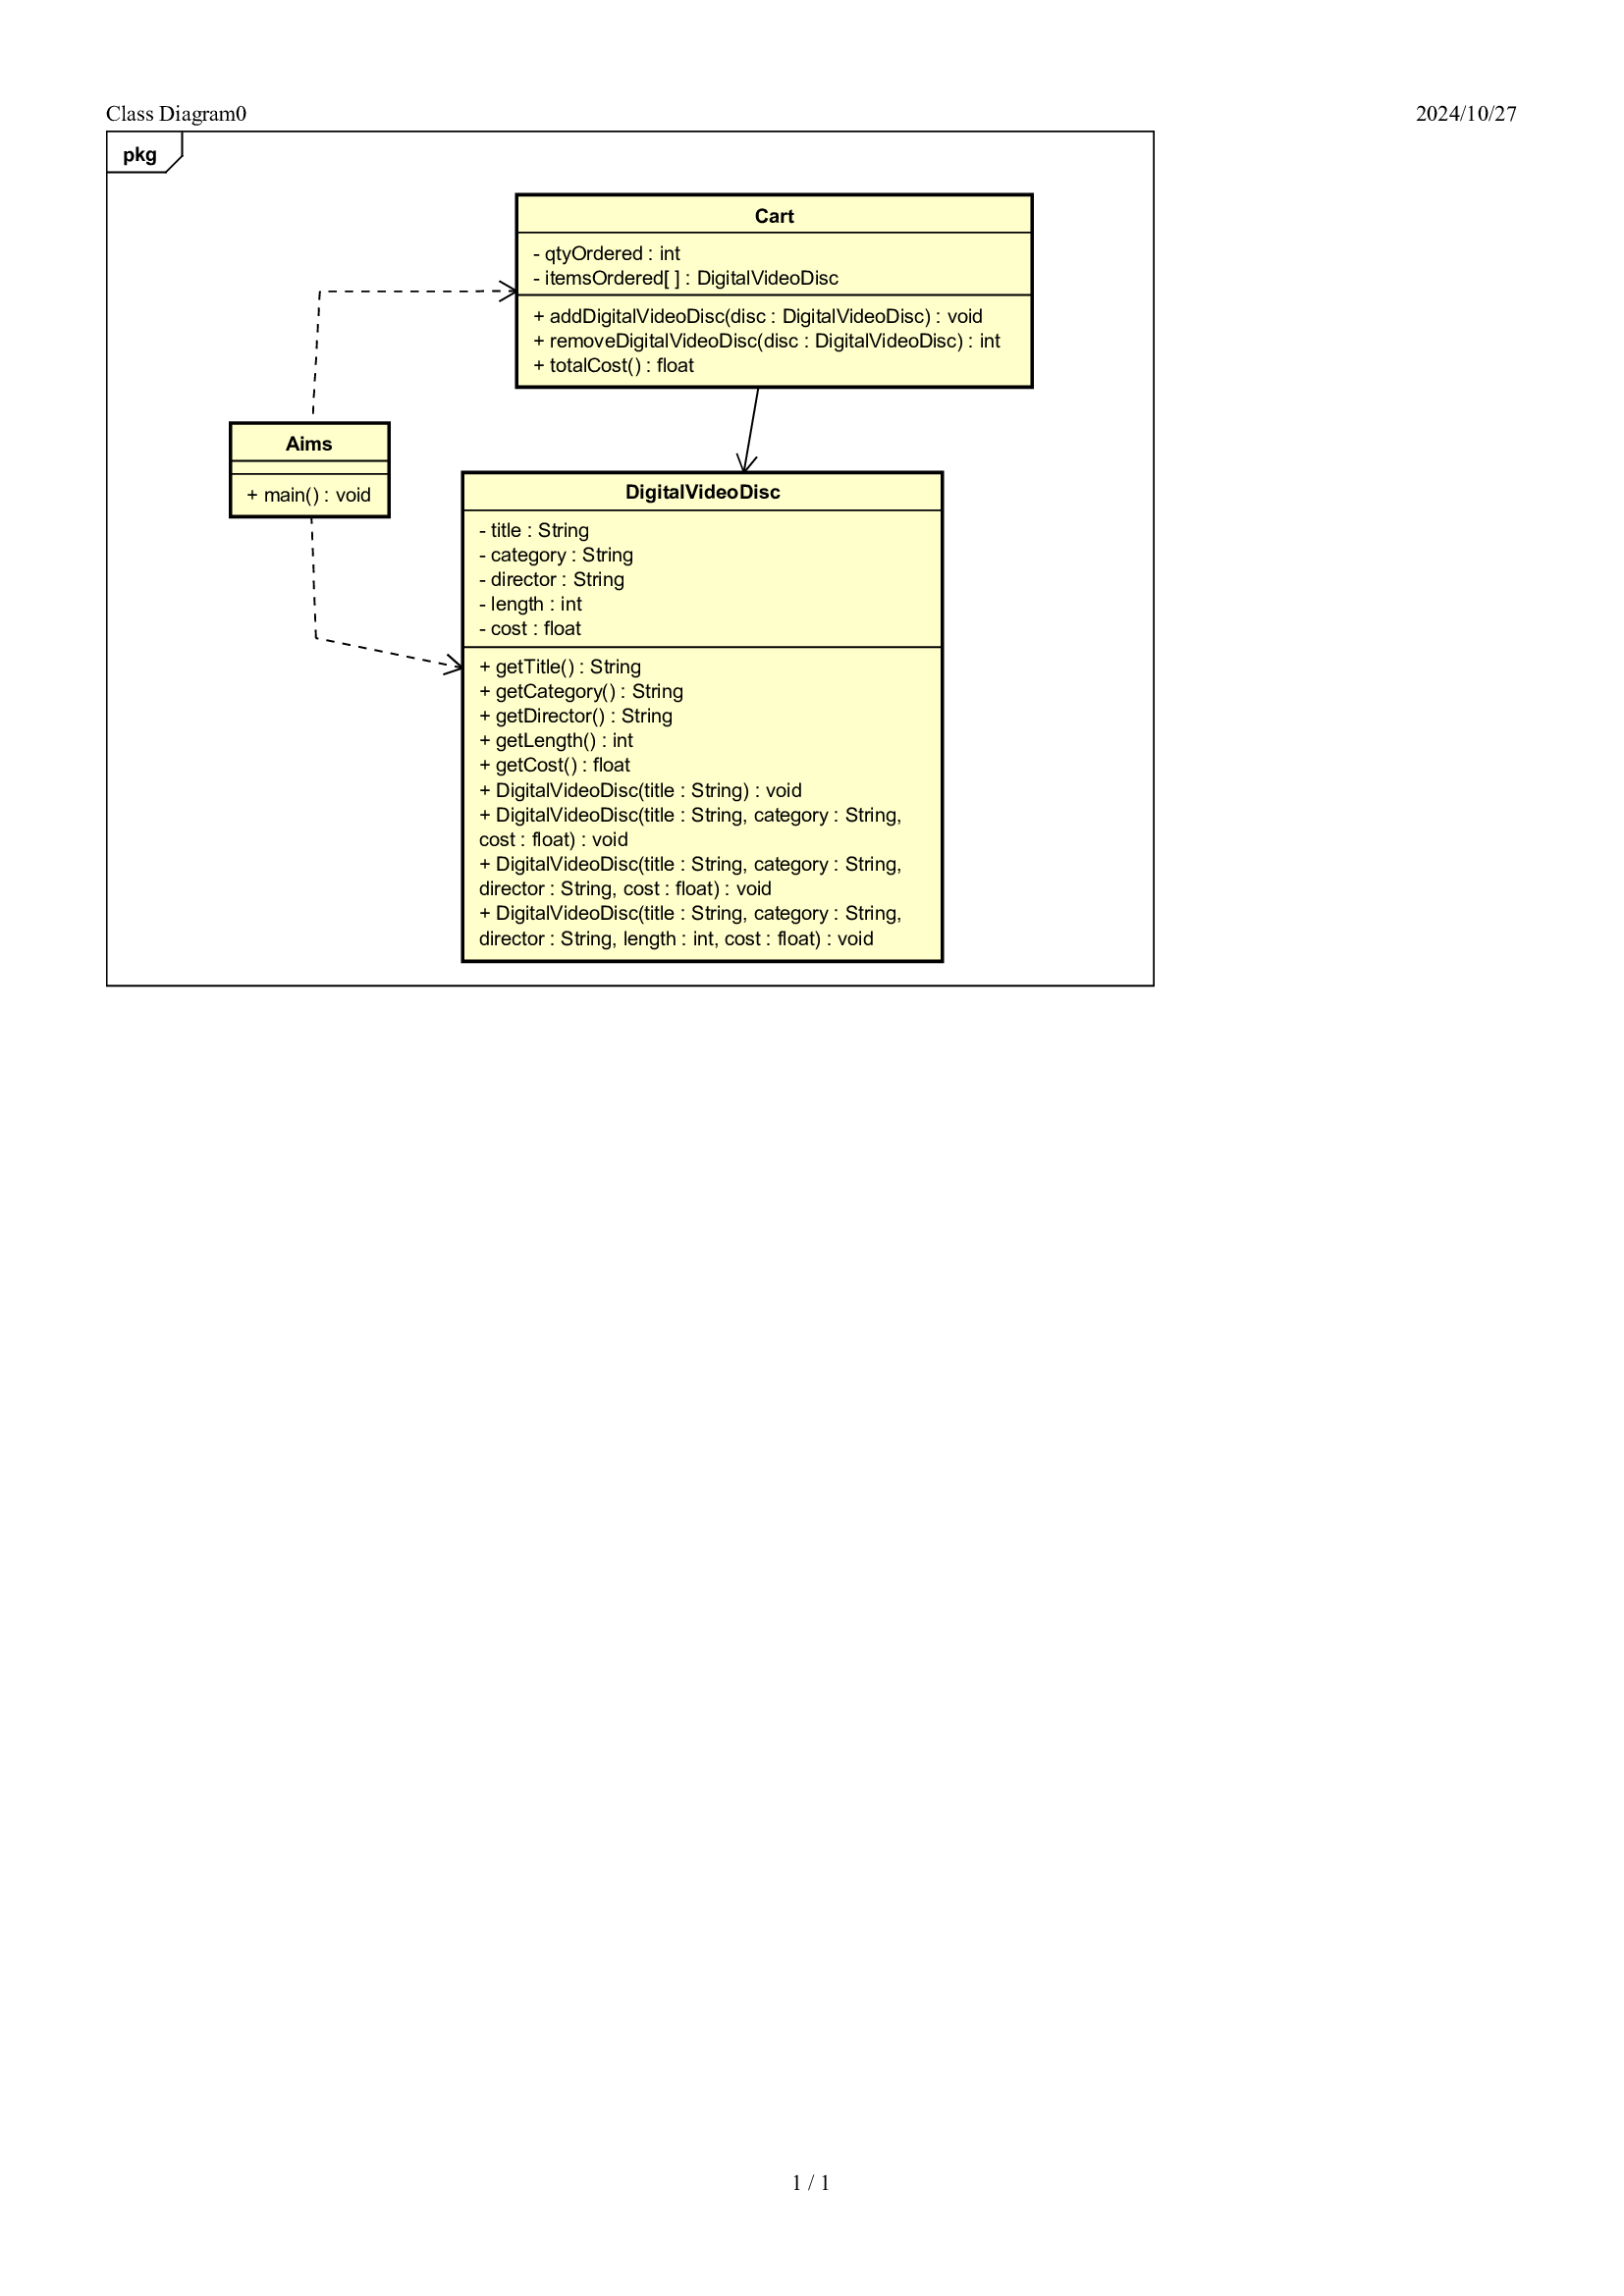 Class Diagram0
2024/10/27
pkg
Cart
- qtyOrdered : int
- itemsOrdered[ ] : DigitalVideoDisc
+ addDigitalVideoDisc(disc : DigitalVideoDisc) : void
+ removeDigitalVideoDisc(disc : DigitalVideoDisc) : int
+ totalCost() : float
Aims
+ main() : void
DigitalVideoDisc
- title : String
- category : String
- director : String
- length : int
- cost : float
+ getTitle() : String
+ getCategory() : String
+ getDirector() : String
+ getLength() : int
+ getCost() : float
+ DigitalVideoDisc(title : String) : void
+ DigitalVideoDisc(title : String, category : String,
cost : float) : void
+ DigitalVideoDisc(title : String, category : String,
director : String, cost : float) : void
+ DigitalVideoDisc(title : String, category : String,
director : String, length : int, cost : float) : void
1 / 1